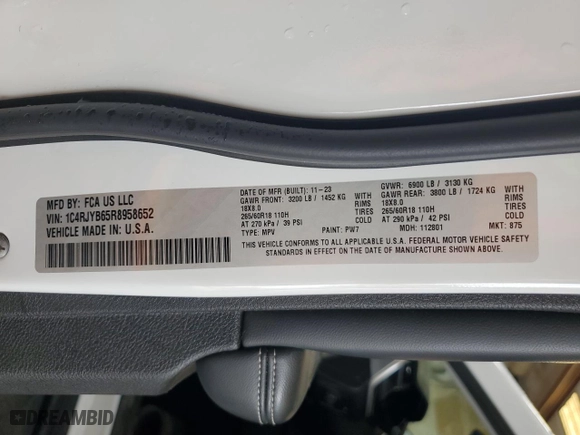 MFD BY: FCA US LLC
VIN: 1C4RJYB65R8958652
VEHICLE MADE IN: U.S.A.
DATE OF MFR (BUILT): 11-23
GAWR FRONT: 3200 LB / 1452 KG
18X8.0 RIMS
265/60R18 110H TIRES
AT 270 kPa / 39 PSI COLD
TYPE: MPV PAINT: PW7
GVWR: 6900 LB / 3130 KG
GAWR REAR: 3800 LB / 1724 KG
18X8.0 RIMS
265/60R18 110H TIRES
AT 290 kPa / 42 PSI COLD
MDH: 112801 MKT: 875
THIS VEHICLE CONFORMS TO ALL APPLICABLE U.S.A. FEDERAL MOTOR VEHICLE SAFETY
STANDARDS IN EFFECT ON THE DATE OF MANUFACTURE SHOWN ABOVE.
DREAMBID